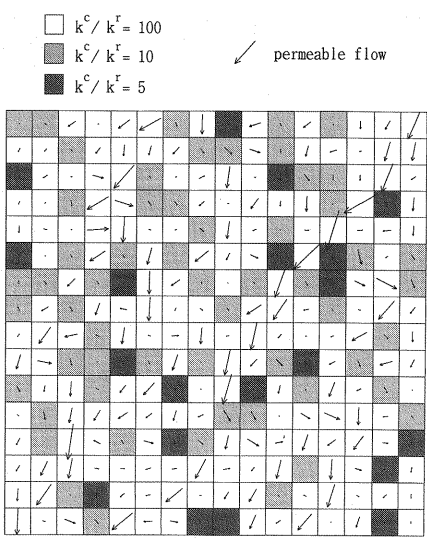 k^c / k^r = 100
k^c / k^r = 10
permeable flow
k^c / k^r = 5